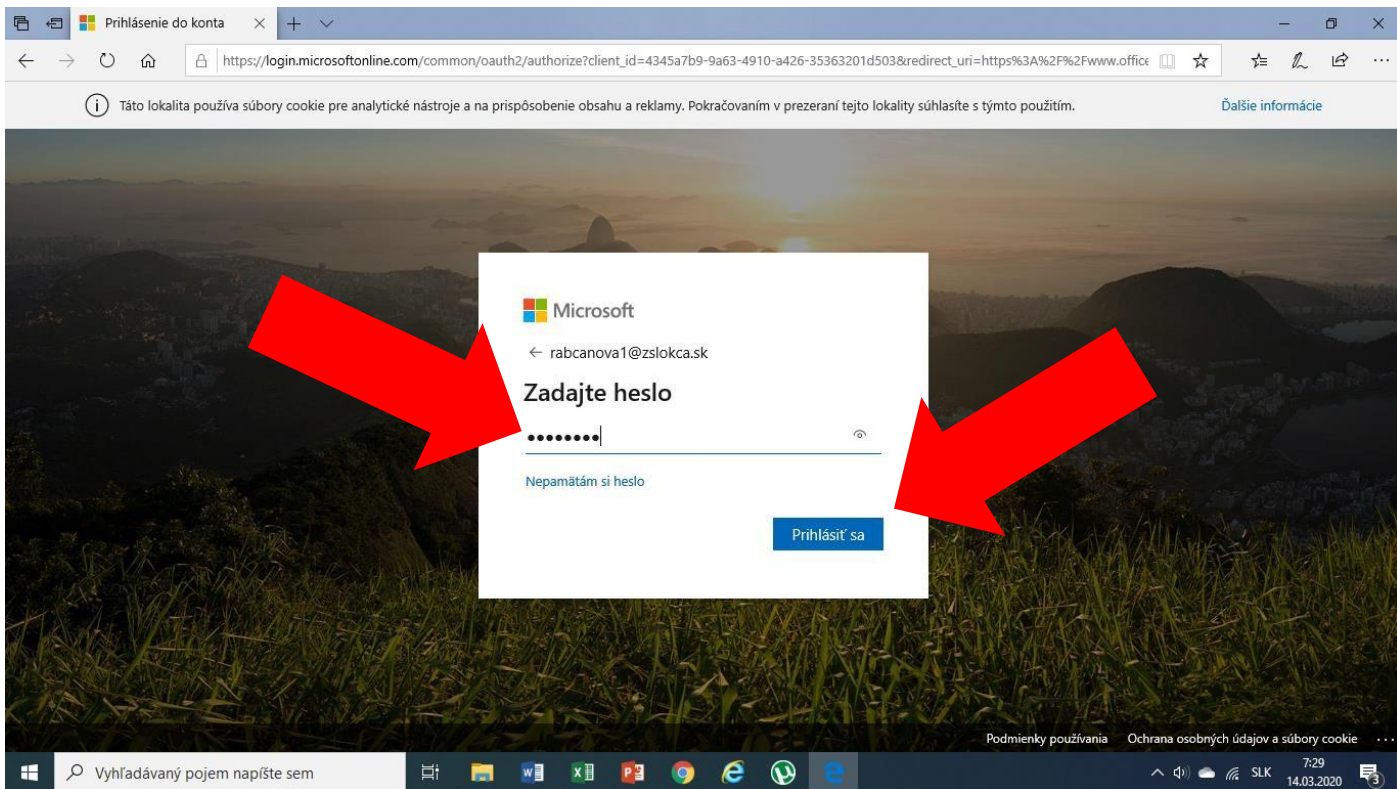 Prihlásenie do konta
https://login.microsoftonline.com/common/oauth2/authorize?client_id=4345a7b9-9a63-4910-a426-35363201d503&redirect_uri=https%3A%2F%2Fwww.office
Táto lokalita používa súbory cookie pre analytické nástroje a na prispôsobenie obsahu a reklamy. Pokračovaním v prezeraní tejto lokality súhlasíte s týmto použitím. Ďalšie informácie
Microsoft
← rabcanova1@zslokca.sk
Zadajte heslo
••••••••
Nepamätám si heslo
Prihlásiť sa
Podmienky používania Ochrana osobných údajov a súbory cookie ...
Vyhľadávaný pojem napíšte sem
SLK
7:29
14.03.2020
3